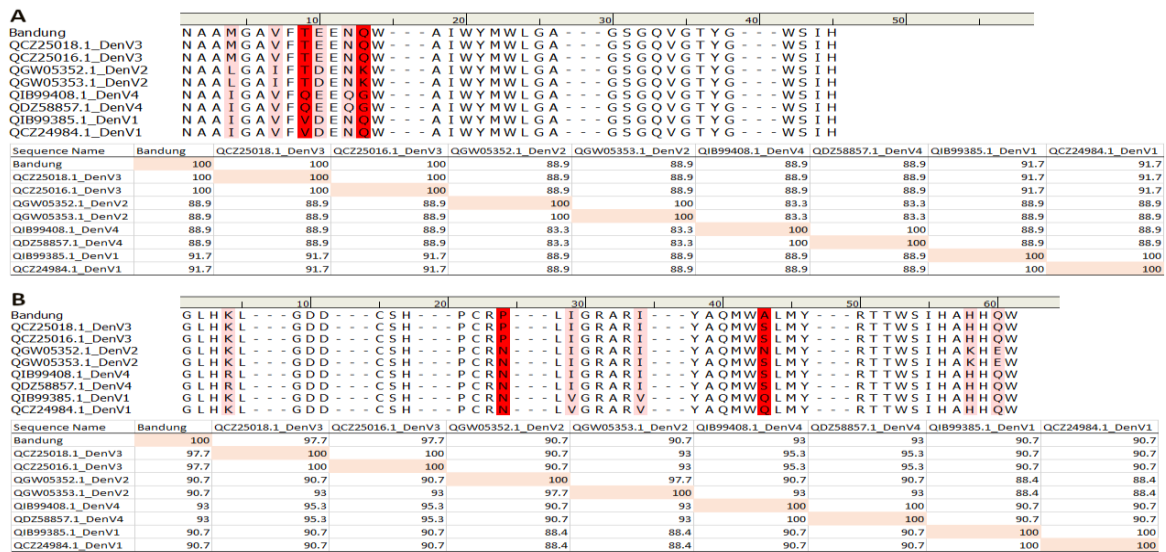 A
10 20 30 40 50
Bandung N A A M G A V F T E E N Q W - - - A I W Y M W L G A - - - G S G Q V G T Y G - - - W S I H
QCZ25018.1_DenV3 N A A M G A V F T E E N Q W - - - A I W Y M W L G A - - - G S G Q V G T Y G - - - W S I H
QCZ25016.1_DenV3 N A A M G A V F T E E N Q W - - - A I W Y M W L G A - - - G S G Q V G T Y G - - - W S I H
QGW05352.1_DenV2 N A A L G A I F T D E N K W - - - A I W Y M W L G A - - - G S G Q V G T Y G - - - W S I H
QGW05353.1_DenV2 N A A L G A I F T D E N K W - - - A I W Y M W L G A - - - G S G Q V G T Y G - - - W S I H
QIB99408.1_DenV4 N A A I G A V F Q E E Q G W - - - A I W Y M W L G A - - - G S G Q V G T Y G - - - W S I H
QDZ58857.1_DenV4 N A A I G A V F Q E E Q G W - - - A I W Y M W L G A - - - G S G Q V G T Y G - - - W S I H
QIB99385.1_DenV1 N A A I G A V F V D E N Q W - - - A I W Y M W L G A - - - G S G Q V G T Y G - - - W S I H
QCZ24984.1_DenV1 N A A I G A V F V D E N Q W - - - A I W Y M W L G A - - - G S G Q V G T Y G - - - W S I H
Sequence Name Bandung QCZ25018.1_DenV3 QCZ25016.1_DenV3 QGW05352.1_DenV2 QGW05353.1_DenV2 QIB99408.1_DenV4 QDZ58857.1_DenV4 QIB99385.1_DenV1 QCZ24984.1_DenV1
Bandung 100 100 100 88.9 88.9 88.9 88.9 91.7 91.7
QCZ25018.1_DenV3 100 100 100 88.9 88.9 88.9 88.9 91.7 91.7
QCZ25016.1_DenV3 100 100 100 88.9 88.9 88.9 88.9 91.7 91.7
QGW05352.1_DenV2 88.9 88.9 88.9 100 100 83.3 83.3 88.9 88.9
QGW05353.1_DenV2 88.9 88.9 88.9 100 100 83.3 83.3 88.9 88.9
QIB99408.1_DenV4 88.9 88.9 88.9 83.3 83.3 100 100 88.9 88.9
QDZ58857.1_DenV4 88.9 88.9 88.9 83.3 83.3 100 100 88.9 88.9
QIB99385.1_DenV1 91.7 91.7 91.7 88.9 88.9 88.9 88.9 100 100
QCZ24984.1_DenV1 91.7 91.7 91.7 88.9 88.9 88.9 88.9 100 100
B
10 20 30 40 50 60
Bandung G L H K L - - - G D D - - - C S H - - - P C R P - - - L I G R A R I - - - Y A Q M W A L M Y - - - R T T W S I H A H H Q W
QCZ25018.1_DenV3 G L H K L - - - G D D - - - C S H - - - P C R P - - - L I G R A R I - - - Y A Q M W S L M Y - - - R T T W S I H A H H Q W
QCZ25016.1_DenV3 G L H K L - - - G D D - - - C S H - - - P C R P - - - L I G R A R I - - - Y A Q M W S L M Y - - - R T T W S I H A H H Q W
QGW05352.1_DenV2 G L H K L - - - G D D - - - C S H - - - P C R N - - - L I G R A R I - - - Y A Q M W N L M Y - - - R T T W S I H A K H E W
QGW05353.1_DenV2 G L H K L - - - G D D - - - C S H - - - P C R N - - - L I G R A R I - - - Y A Q M W S L M Y - - - R T T W S I H A K H E W
QIB99408.1_DenV4 G L H R L - - - G D D - - - C S H - - - P C R N - - - L I G R A R I - - - Y A Q M W S L M Y - - - R T T W S I H A H H Q W
QDZ58857.1_DenV4 G L H R L - - - G D D - - - C S H - - - P C R N - - - L I G R A R I - - - Y A Q M W S L M Y - - - R T T W S I H A H H Q W
QIB99385.1_DenV1 G L H K L - - - G D D - - - C S H - - - P C R N - - - L V G R A R V - - - Y A Q M W Q L M Y - - - R T T W S I H A H H Q W
QCZ24984.1_DenV1 G L H K L - - - G D D - - - C S H - - - P C R N - - - L V G R A R V - - - Y A Q M W Q L M Y - - - R T T W S I H A H H Q W
Sequence Name Bandung QCZ25018.1_DenV3 QCZ25016.1_DenV3 QGW05352.1_DenV2 QGW05353.1_DenV2 QIB99408.1_DenV4 QDZ58857.1_DenV4 QIB99385.1_DenV1 QCZ24984.1_DenV1
Bandung 100 97.7 97.7 90.7 90.7 93 93 90.7 90.7
QCZ25018.1_DenV3 97.7 100 100 90.7 93 95.3 95.3 90.7 90.7
QCZ25016.1_DenV3 97.7 100 100 90.7 93 95.3 95.3 90.7 90.7
QGW05352.1_DenV2 90.7 90.7 90.7 100 97.7 90.7 90.7 88.4 88.4
QGW05353.1_DenV2 90.7 93 93 97.7 100 93 93 88.4 88.4
QIB99408.1_DenV4 93 95.3 95.3 90.7 93 100 100 90.7 90.7
QDZ58857.1_DenV4 93 95.3 95.3 90.7 93 100 100 90.7 90.7
QIB99385.1_DenV1 90.7 90.7 90.7 88.4 88.4 90.7 90.7 100 100
QCZ24984.1_DenV1 90.7 90.7 90.7 88.4 88.4 90.7 90.7 100 100